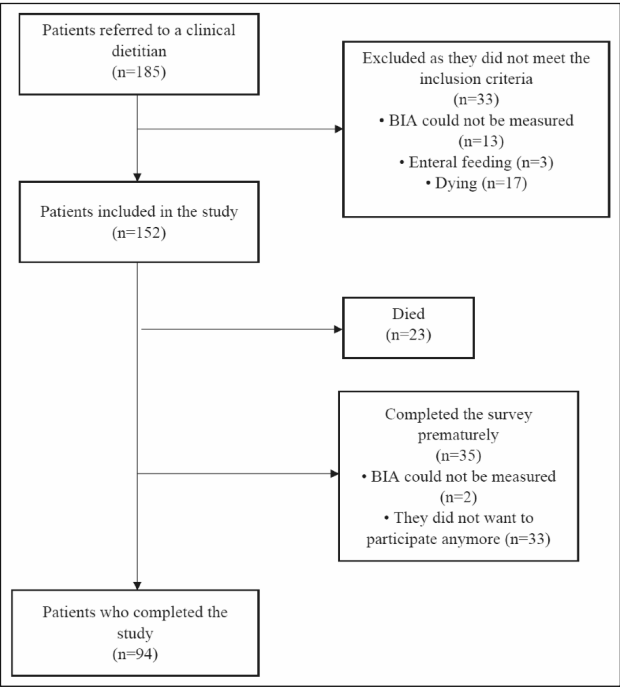 Patients referred to a clinical
dietitian
(n=185)
Excluded as they did not meet the
inclusion criteria
(n=33)
• BIA could not be measured
(n=13)
• Enteral feeding (n=3)
• Dying (n=17)
Patients included in the study
(n=152)
Died
(n=23)
Completed the survey
prematurely
(n=35)
• BIA could not be measured
(n=2)
• They did not want to
participate anymore (n=33)
Patients who completed the
study
(n=94)